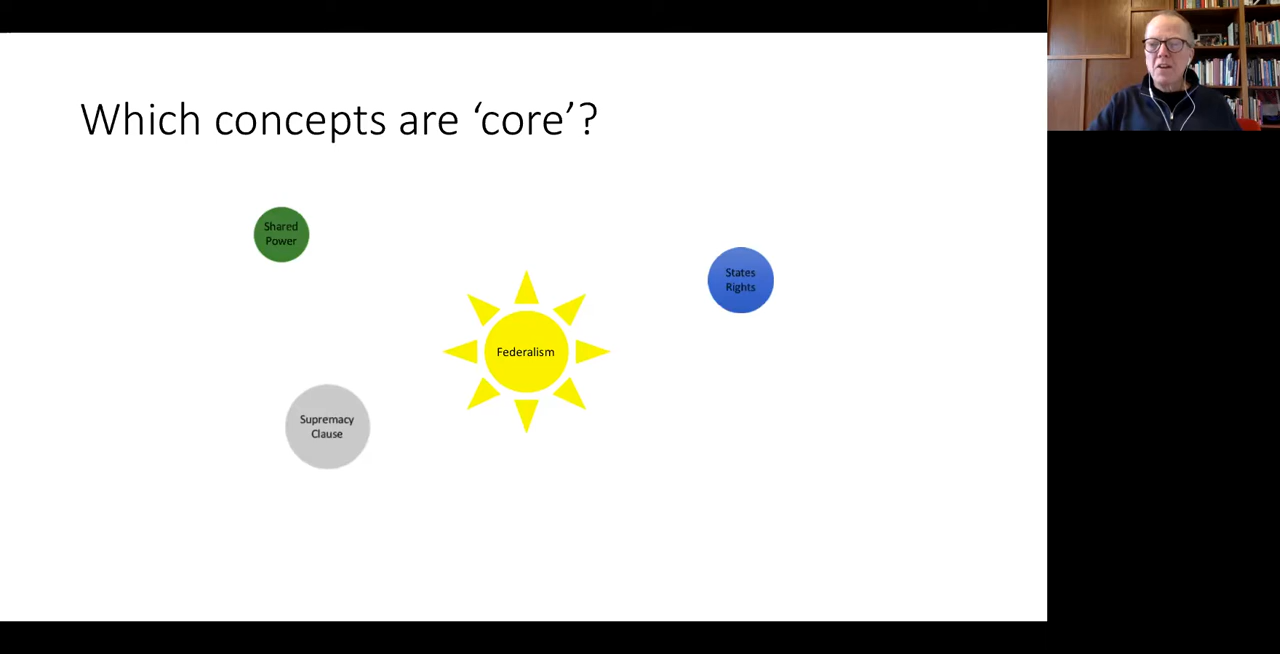 Which concepts are ‘core’?
Shared
Power
States
Rights
Federalism
Supremacy
Clause